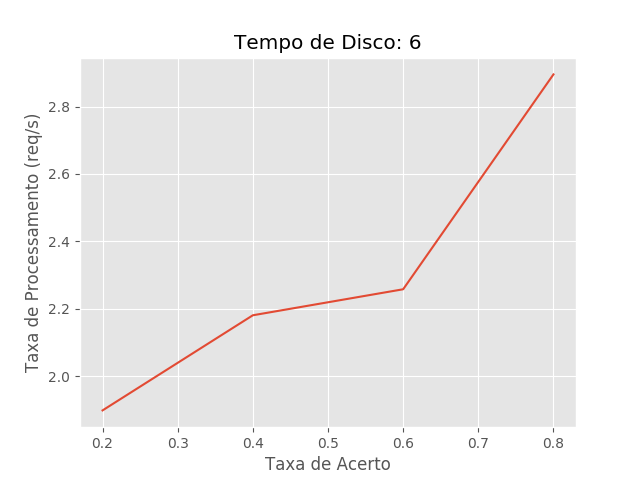 Tempo de Disco: 6
Taxa de Processamento (req/s)
2.8
2.6
2.4
2.2
2.0
0.2 0.3 0.4 0.5 0.6 0.7 0.8
Taxa de Acerto